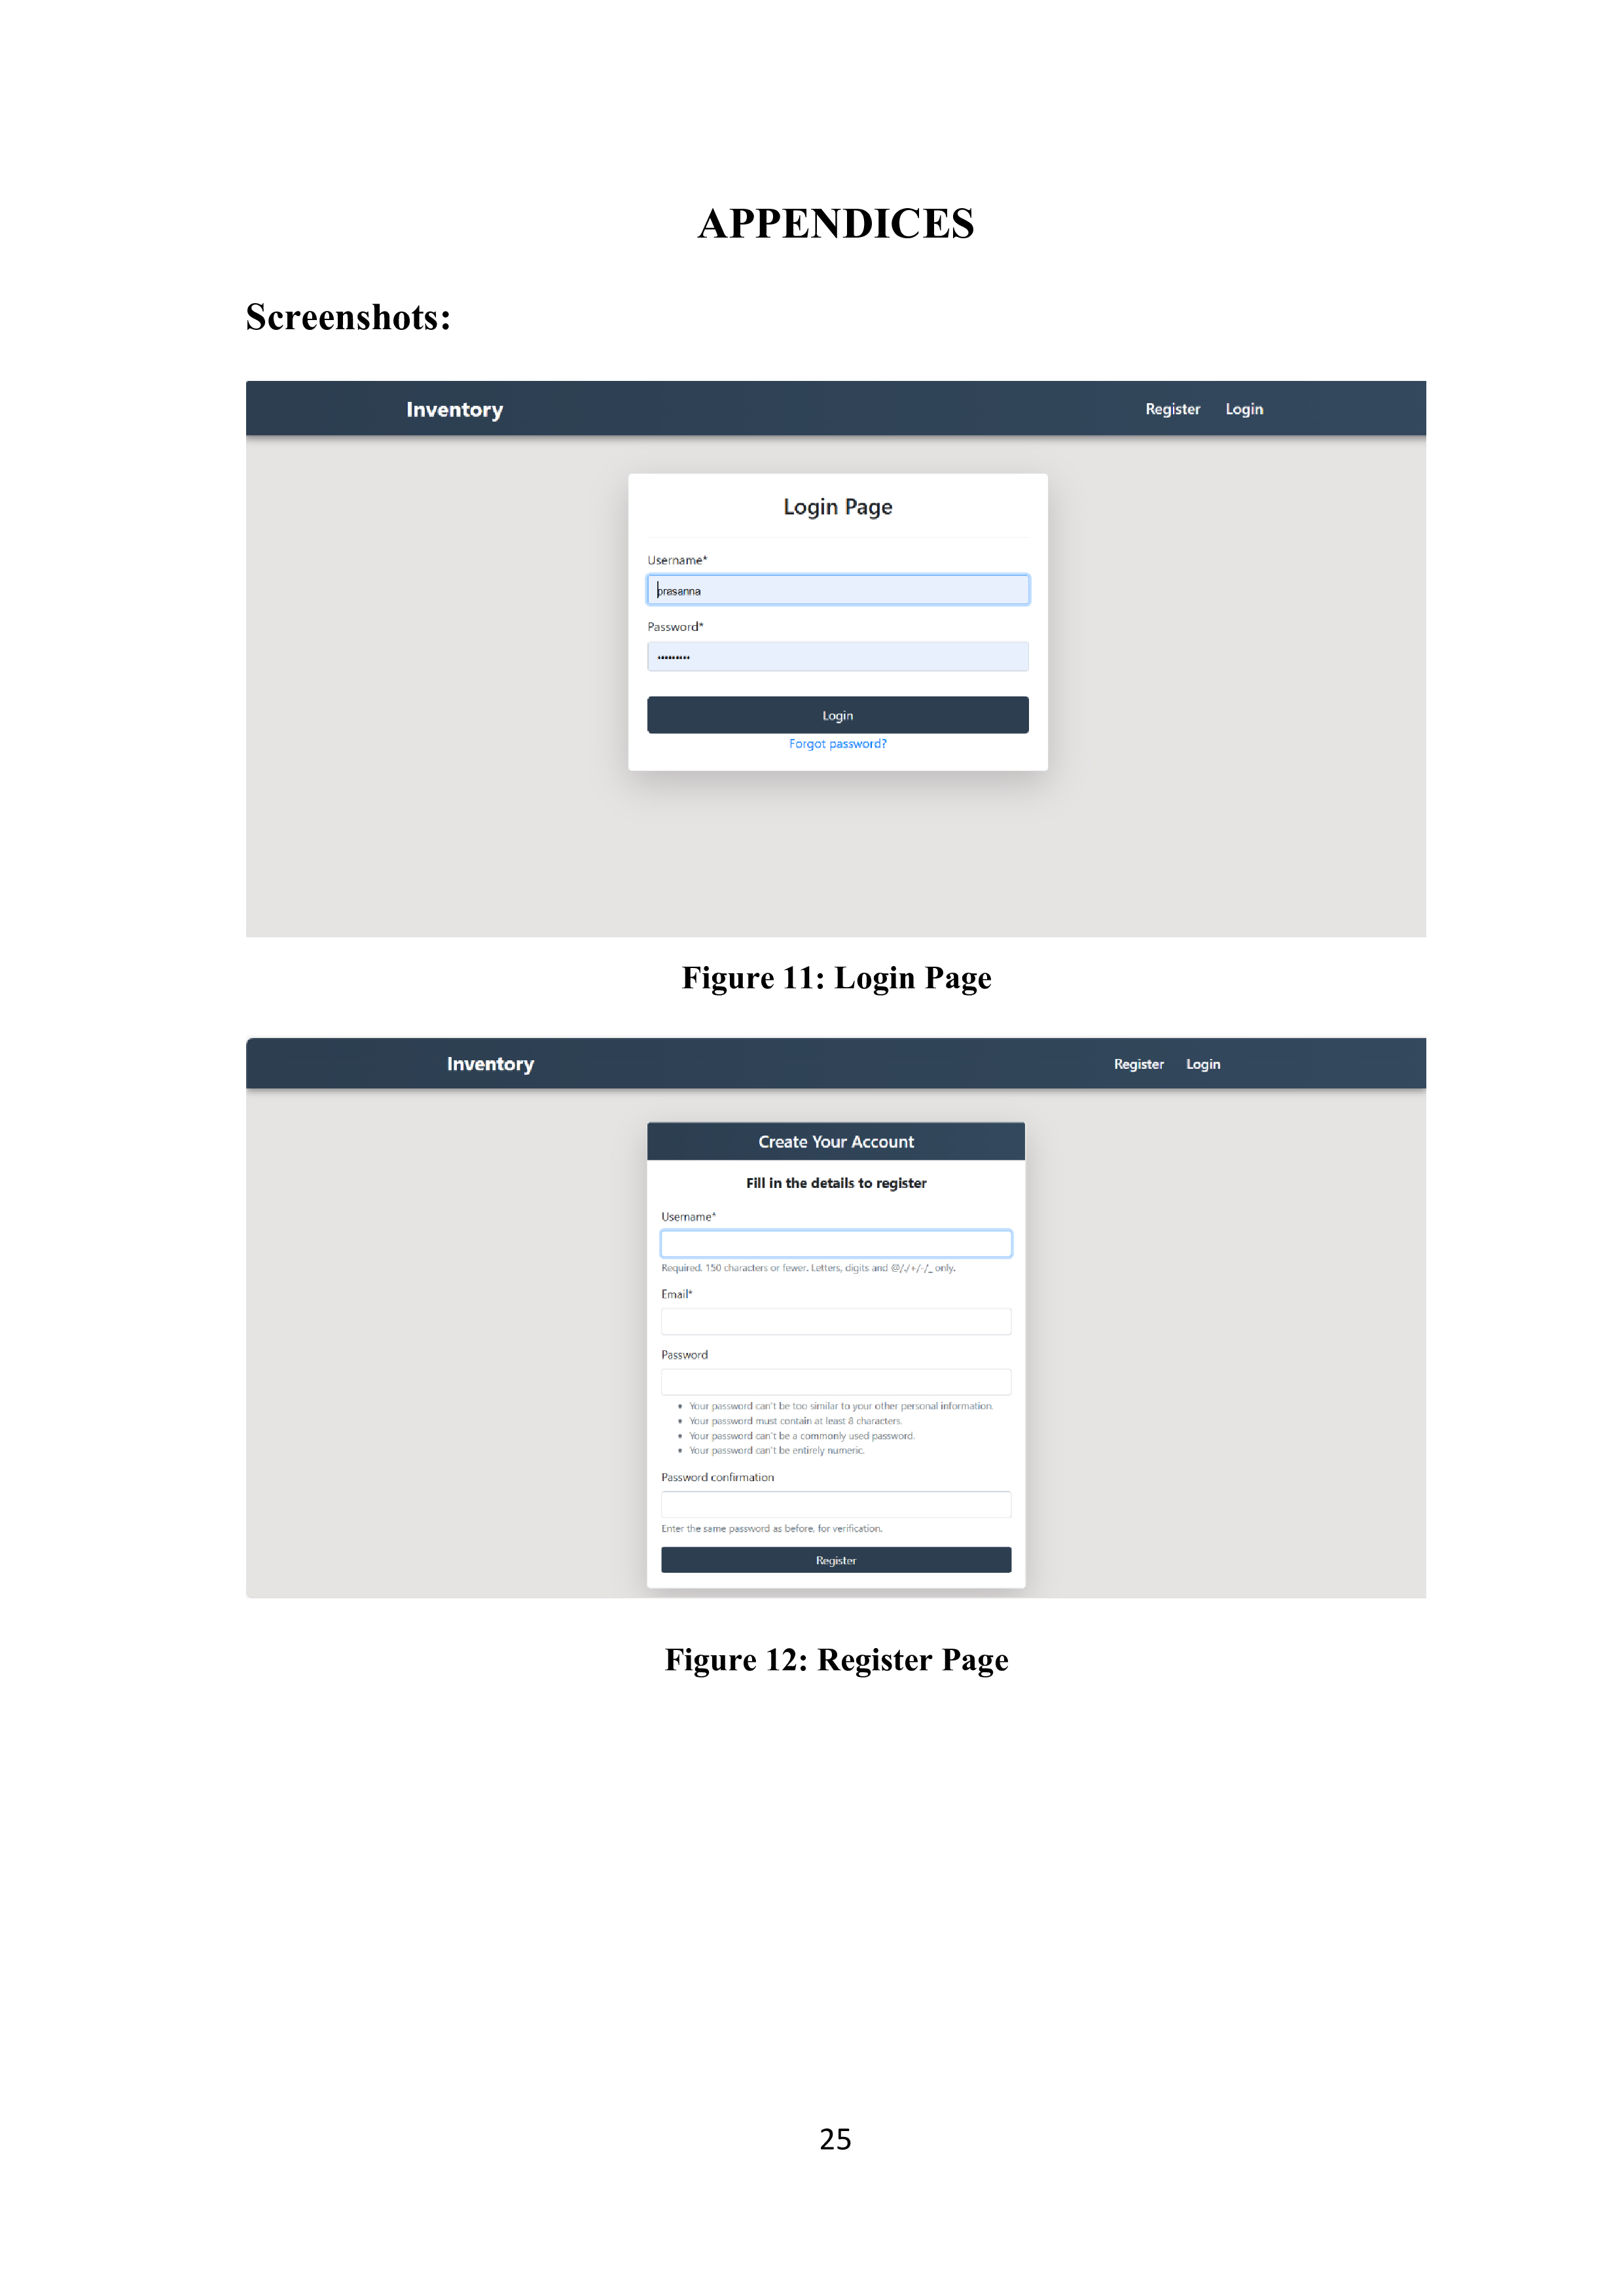 APPENDICES
Screenshots:
Inventory Register Login
Login Page
Username*
prasanna
Password*
•••••••••
Login
Forgot password?
Figure 11: Login Page
Inventory Register Login
Create Your Account
Fill in the details to register
Username*
Required. 150 characters or fewer. Letters, digits and @/./+/-/_ only.
Email*
Password
• Your password can't be too similar to your other personal information.
• Your password must contain at least 8 characters.
• Your password can't be a commonly used password.
• Your password can't be entirely numeric.
Password confirmation
Enter the same password as before, for verification.
Register
Figure 12: Register Page
25